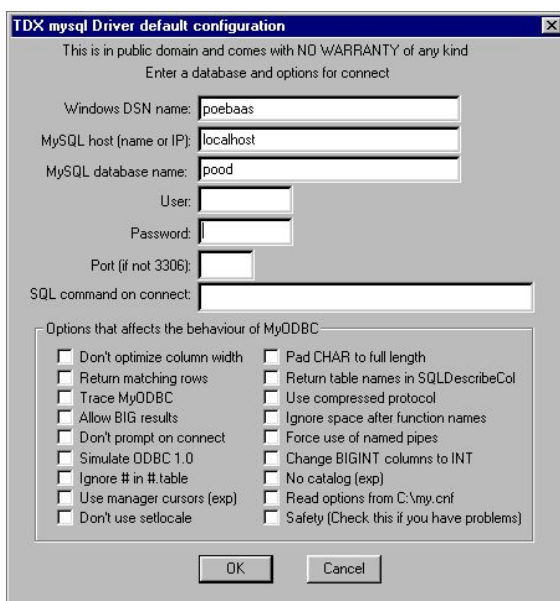 TDX mysql Driver default configuration
This is in public domain and comes with NO WARRANTY of any kind
Enter a database and options for connect
Windows DSN name: poebaas
MySQL host (name or IP): localhost
MySQL database name: pood
User:
Password:
Port (if not 3306):
SQL command on connect:
Options that affects the behaviour of MyODBC
Don't optimize column width Pad CHAR to full length
Return matching rows Return table names in SQLDescribeCol
Trace MyODBC Use compressed protocol
Allow BIG results Ignore space after function names
Don't prompt on connect Force use of named pipes
Simulate ODBC 1.0 Change BIGINT columns to INT
Ignore # in #.table No catalog (exp)
Use manager cursors (exp) Read options from C:\my.cnf
Don't use setlocale Safety (Check this if you have problems)
OK Cancel